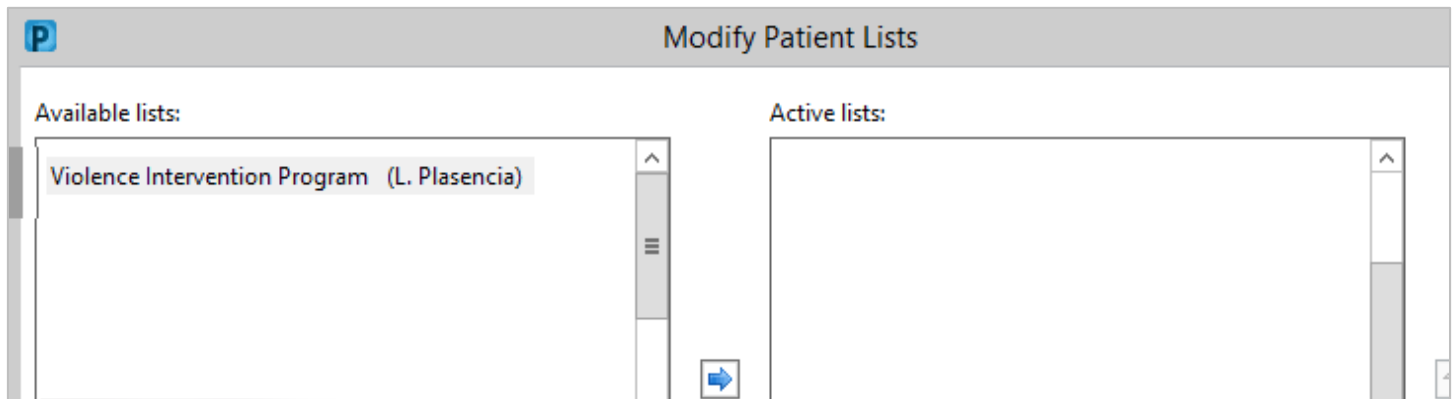 P
Modify Patient Lists
Available lists:
Active lists:
Violence Intervention Program (L. Plasencia)